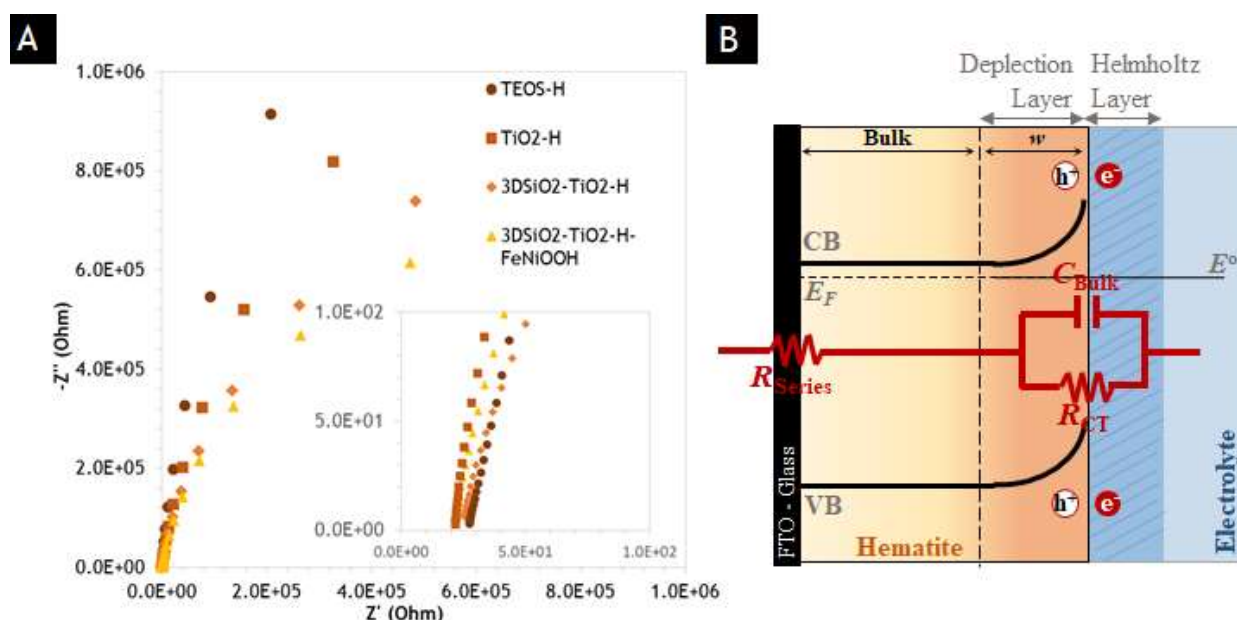 A
1.0E+06
8.0E+05
6.0E+05
4.0E+05
2.0E+05
0.0E+00
-Z'' (Ohm)
TEOS-H
TiO2-H
3DSiO2-TiO2-H
3DSiO2-TiO2-H-
FeNiOOH
1.0E+02
5.0E+01
0.0E+00
0.0E+00 5.0E+01 1.0E+02
0.0E+00 2.0E+05 4.0E+05 6.0E+05 8.0E+05 1.0E+06
Z' (Ohm)
B
Deplection Helmholtz
Layer Layer
Bulk w
h+ e-
CB
EF E°
CBulk
RSeries
RCT
VB
h+ e-
Hematite
FTO - Glass
Electrolyte